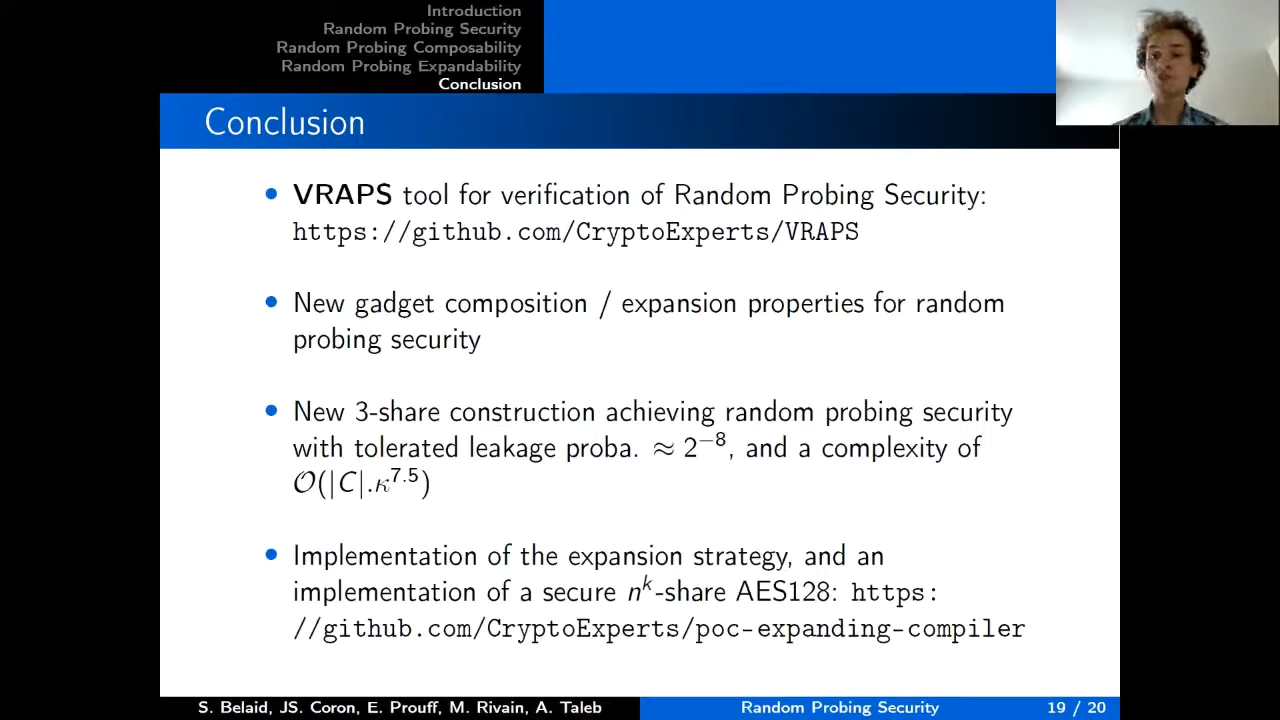 Introduction
Random Probing Security
Random Probing Composability
Random Probing Expandability
Conclusion
Conclusion
• VRAPS tool for verification of Random Probing Security:
https://github.com/CryptoExperts/VRAPS
• New gadget composition / expansion properties for random
probing security
• New 3-share construction achieving random probing security
with tolerated leakage proba. ≈ 2⁻⁸, and a complexity of
𝒪(|C|.κ⁷·⁵)
• Implementation of the expansion strategy, and an
implementation of a secure nᵏ-share AES128: https:
//github.com/CryptoExperts/poc-expanding-compiler
S. Belaid, JS. Coron, E. Prouff, M. Rivain, A. Taleb
Random Probing Security
19 / 20